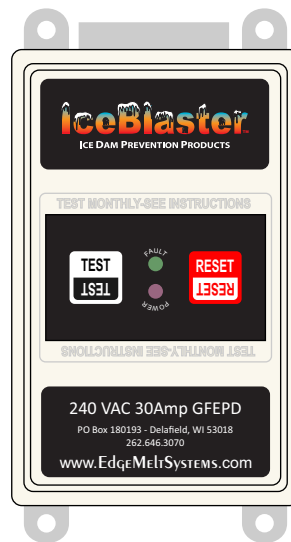 IceBlaster™
ICE DAM PREVENTION PRODUCTS
TEST MONTHLY-SEE INSTRUCTIONS
FAULT
TEST
RESET
TEST
RESET
POWER
TEST MONTHLY-SEE INSTRUCTIONS
240 VAC 30Amp GFEPD
PO Box 180193 - Delafield, WI 53018
262.646.3070
www.EdgeMeltSystems.com